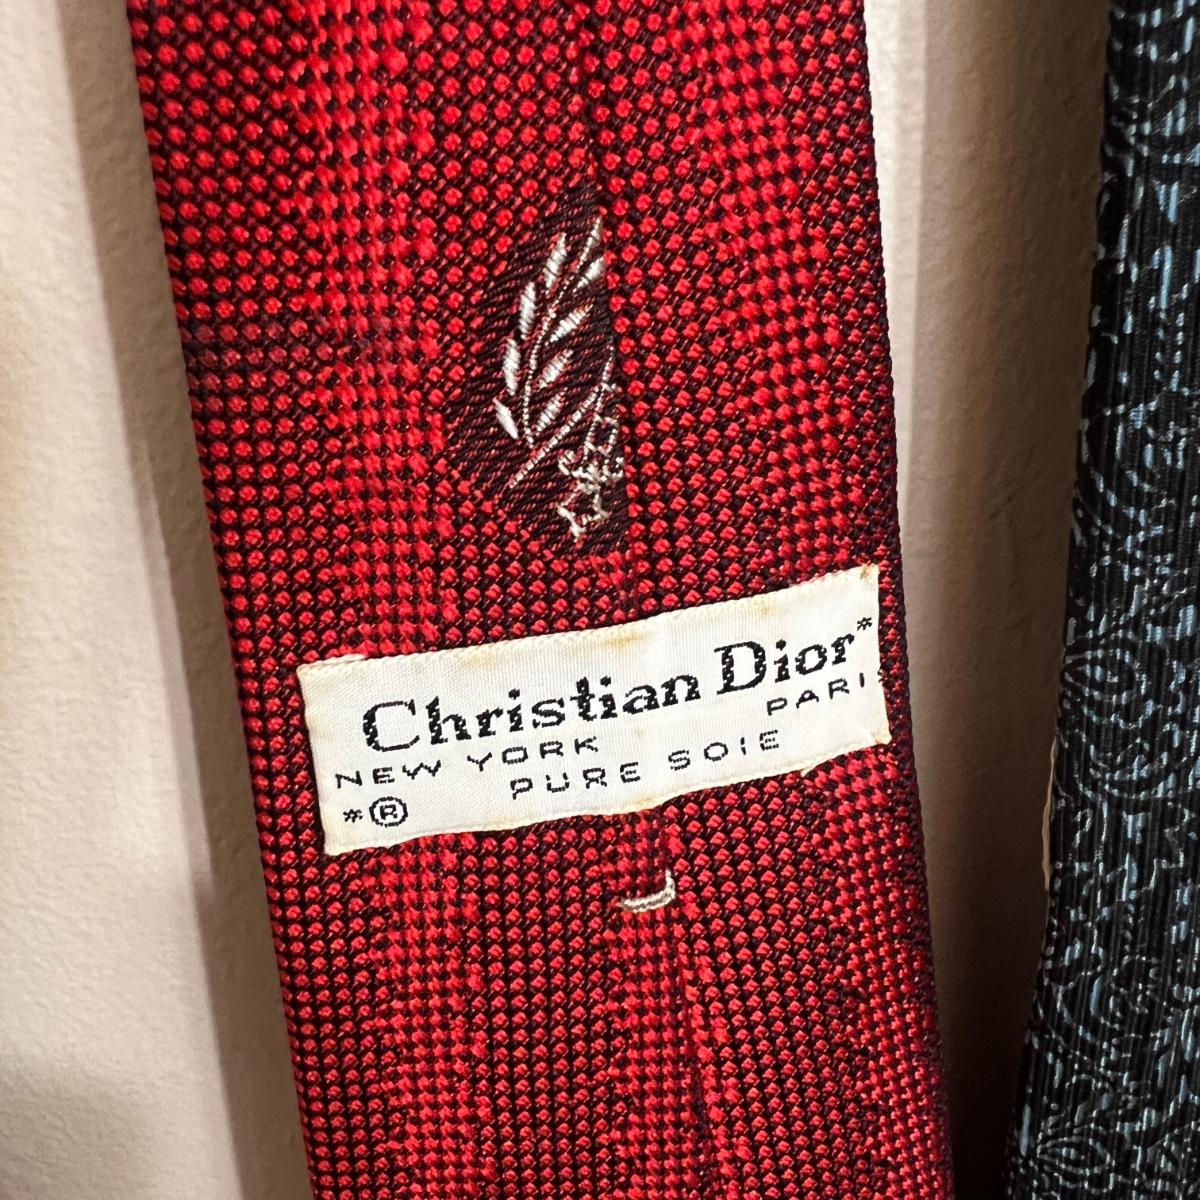 Christian Dior*
NEW YORK PARI
*® PURE SOIE